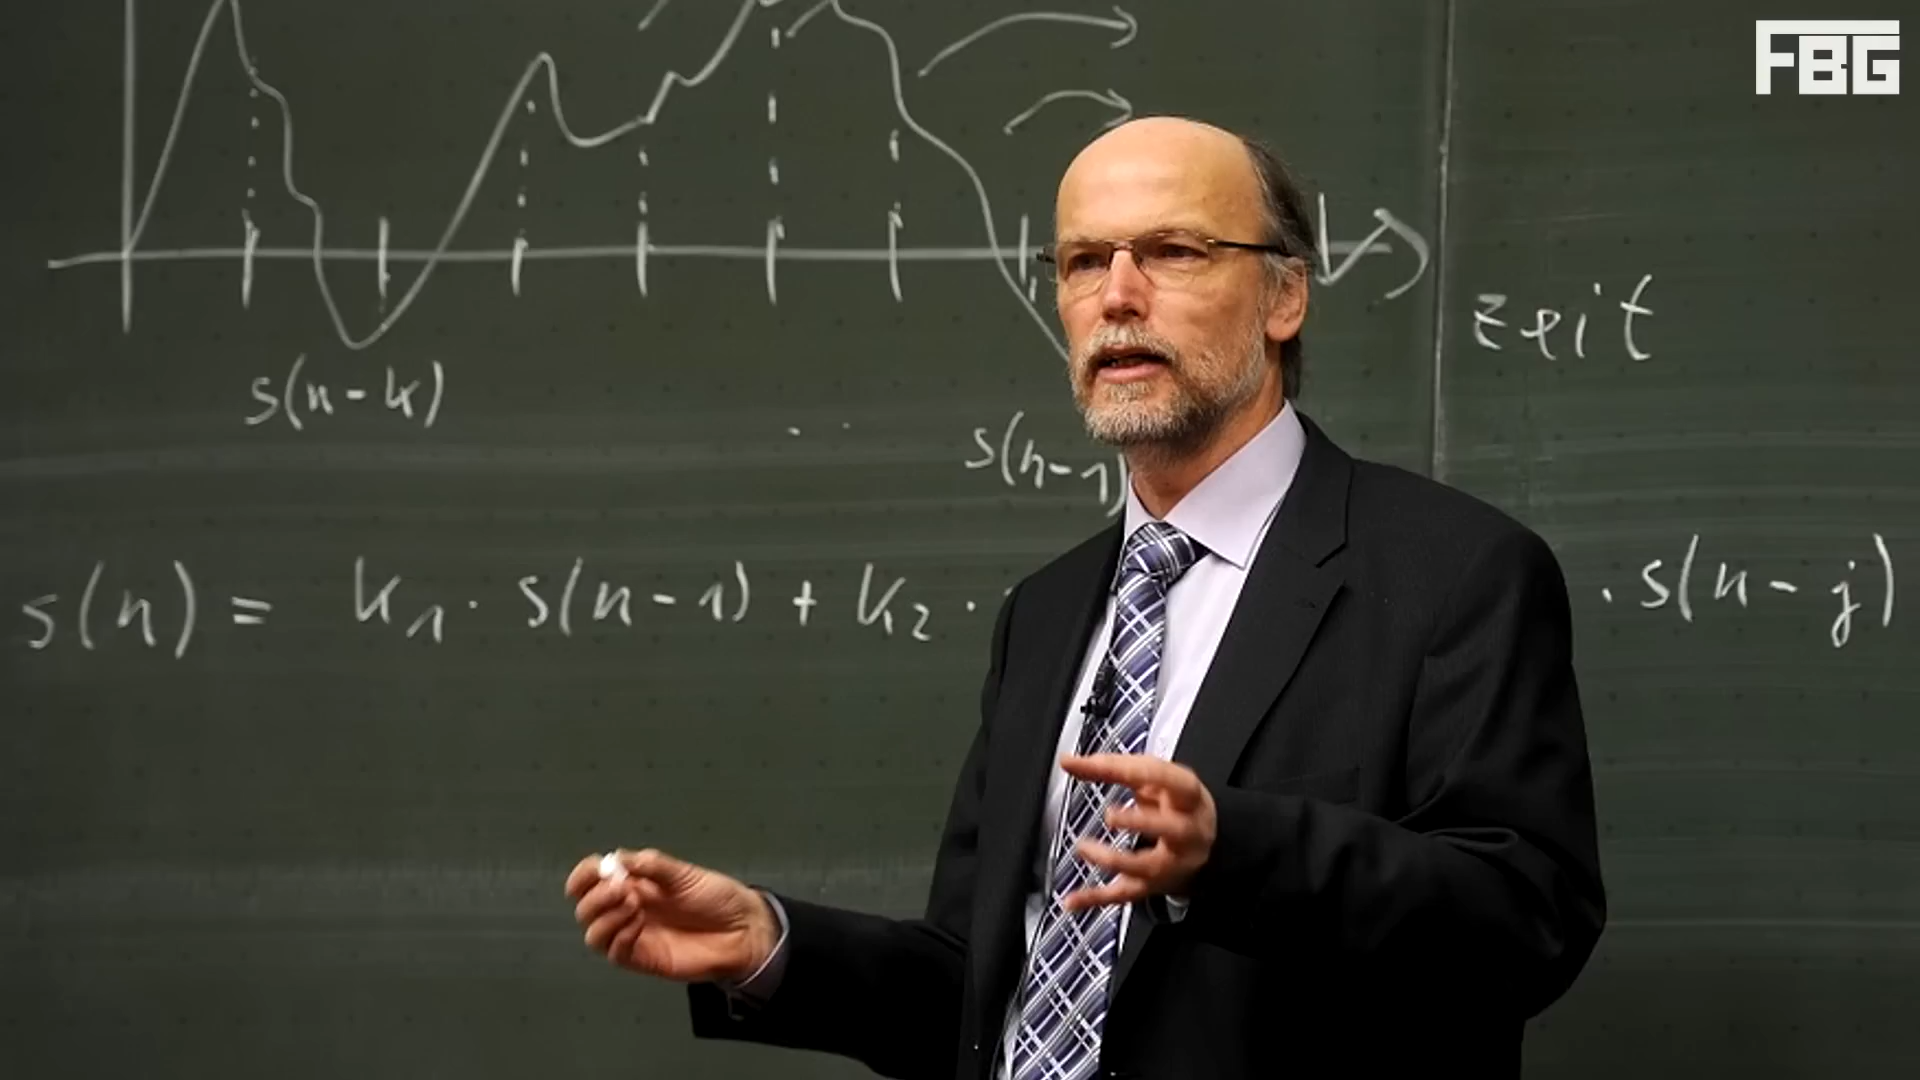 FBG
Zeit
s(n-k)
s(n-1)
s(n) = k₁· s(n-1) + k₂· · s(n-j)